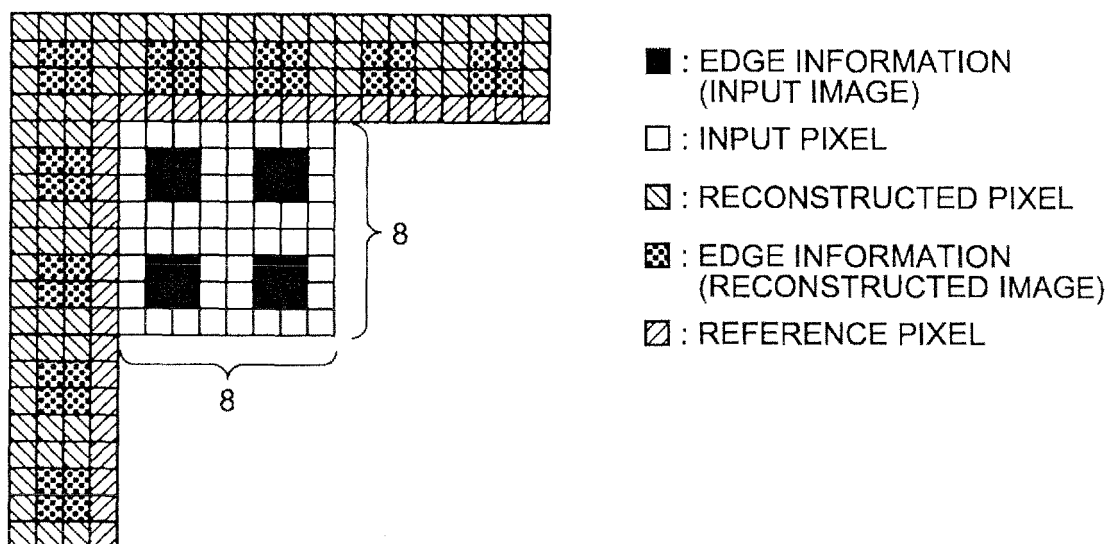 : EDGE INFORMATION
(INPUT IMAGE)
: INPUT PIXEL
: RECONSTRUCTED PIXEL
: EDGE INFORMATION
(RECONSTRUCTED IMAGE)
: REFERENCE PIXEL
8
8